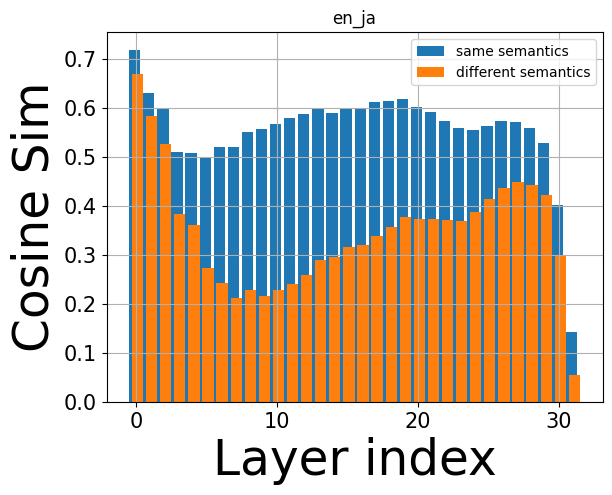 en_ja
same semantics
different semantics
Cosine Sim
0.7
0.6
0.5
0.4
0.3
0.2
0.1
0.0
0 10 20 30
Layer index